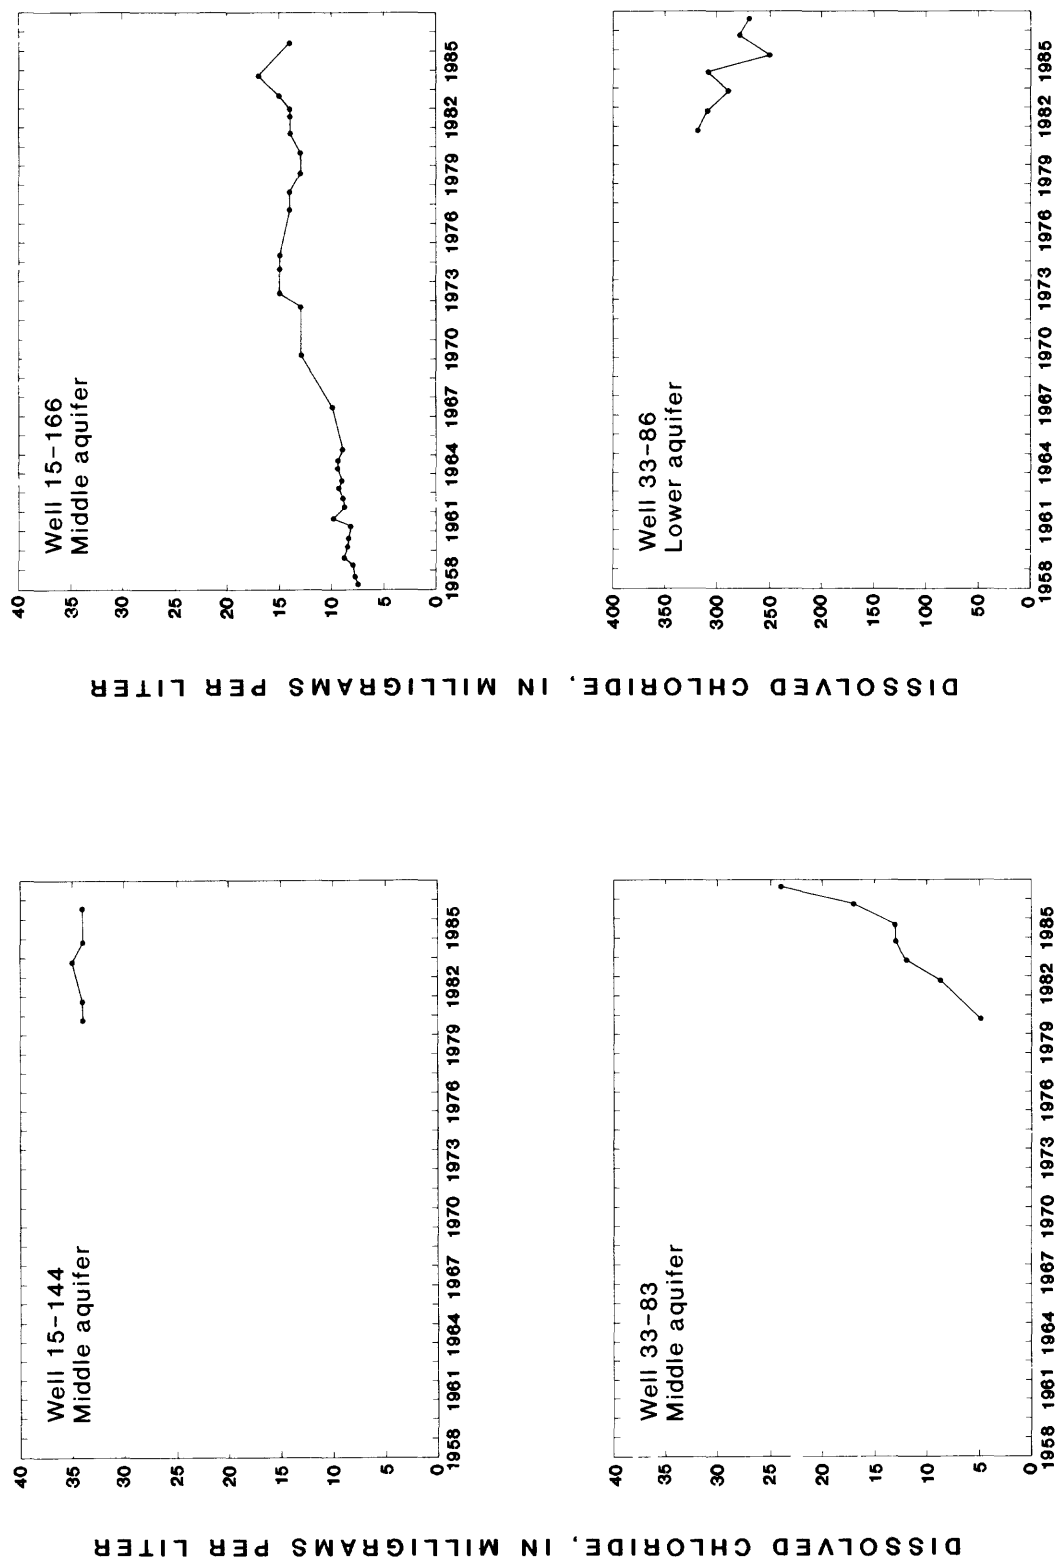 DISSOLVED CHLORIDE, IN MILLIGRAMS PER LITER
40
35
30
25
20
15
10
5
0
Well 15-144
Middle aquifer
1958 1961 1964 1967 1970 1973 1976 1979 1982 1985
40
35
30
25
20
15
10
5
0
Well 33-83
Middle aquifer
1958 1961 1964 1967 1970 1973 1976 1979 1982 1985
DISSOLVED CHLORIDE, IN MILLIGRAMS PER LITER
40
35
30
25
20
15
10
5
0
Well 15-166
Middle aquifer
1958 1961 1964 1967 1970 1973 1976 1979 1982 1985
400
350
300
250
200
150
100
50
0
Well 33-86
Lower aquifer
1958 1961 1964 1967 1970 1973 1976 1979 1982 1985